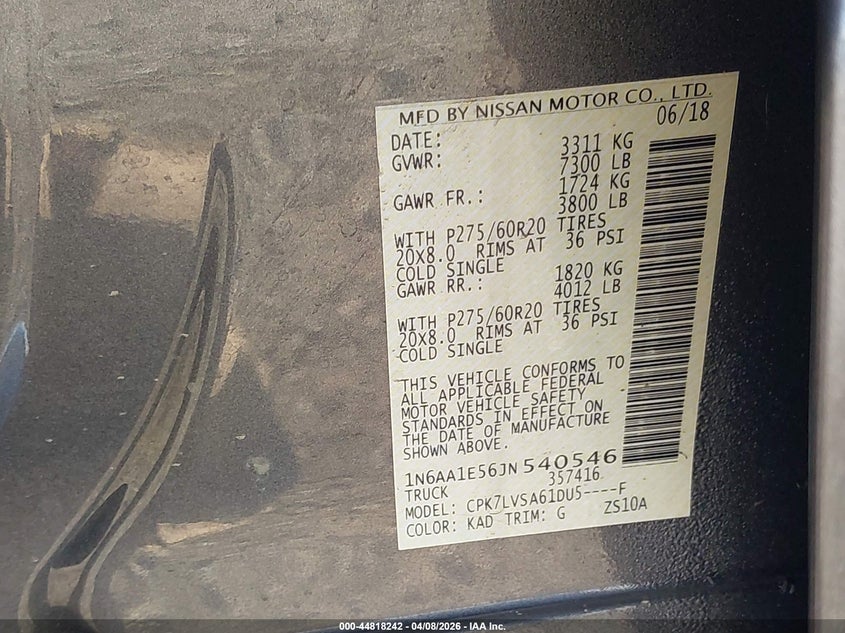 MFD BY NISSAN MOTOR CO., LTD.
DATE: 06/18
GVWR: 3311 KG
7300 LB
GAWR FR.: 1724 KG
3800 LB
WITH P275/60R20 TIRES
20X8.0 RIMS AT 36 PSI
COLD SINGLE
GAWR RR.: 1820 KG
4012 LB
WITH P275/60R20 TIRES
20X8.0 RIMS AT 36 PSI
COLD SINGLE
THIS VEHICLE CONFORMS TO
ALL APPLICABLE FEDERAL
MOTOR VEHICLE SAFETY
STANDARDS IN EFFECT ON
THE DATE OF MANUFACTURE
SHOWN ABOVE.
1N6AA1E56JN540546
TRUCK 357416
MODEL: CPK7LVSA61DU5----F
COLOR: KAD TRIM: G ZS10A
000-44818242 - 04/08/2026 - IAA Inc.